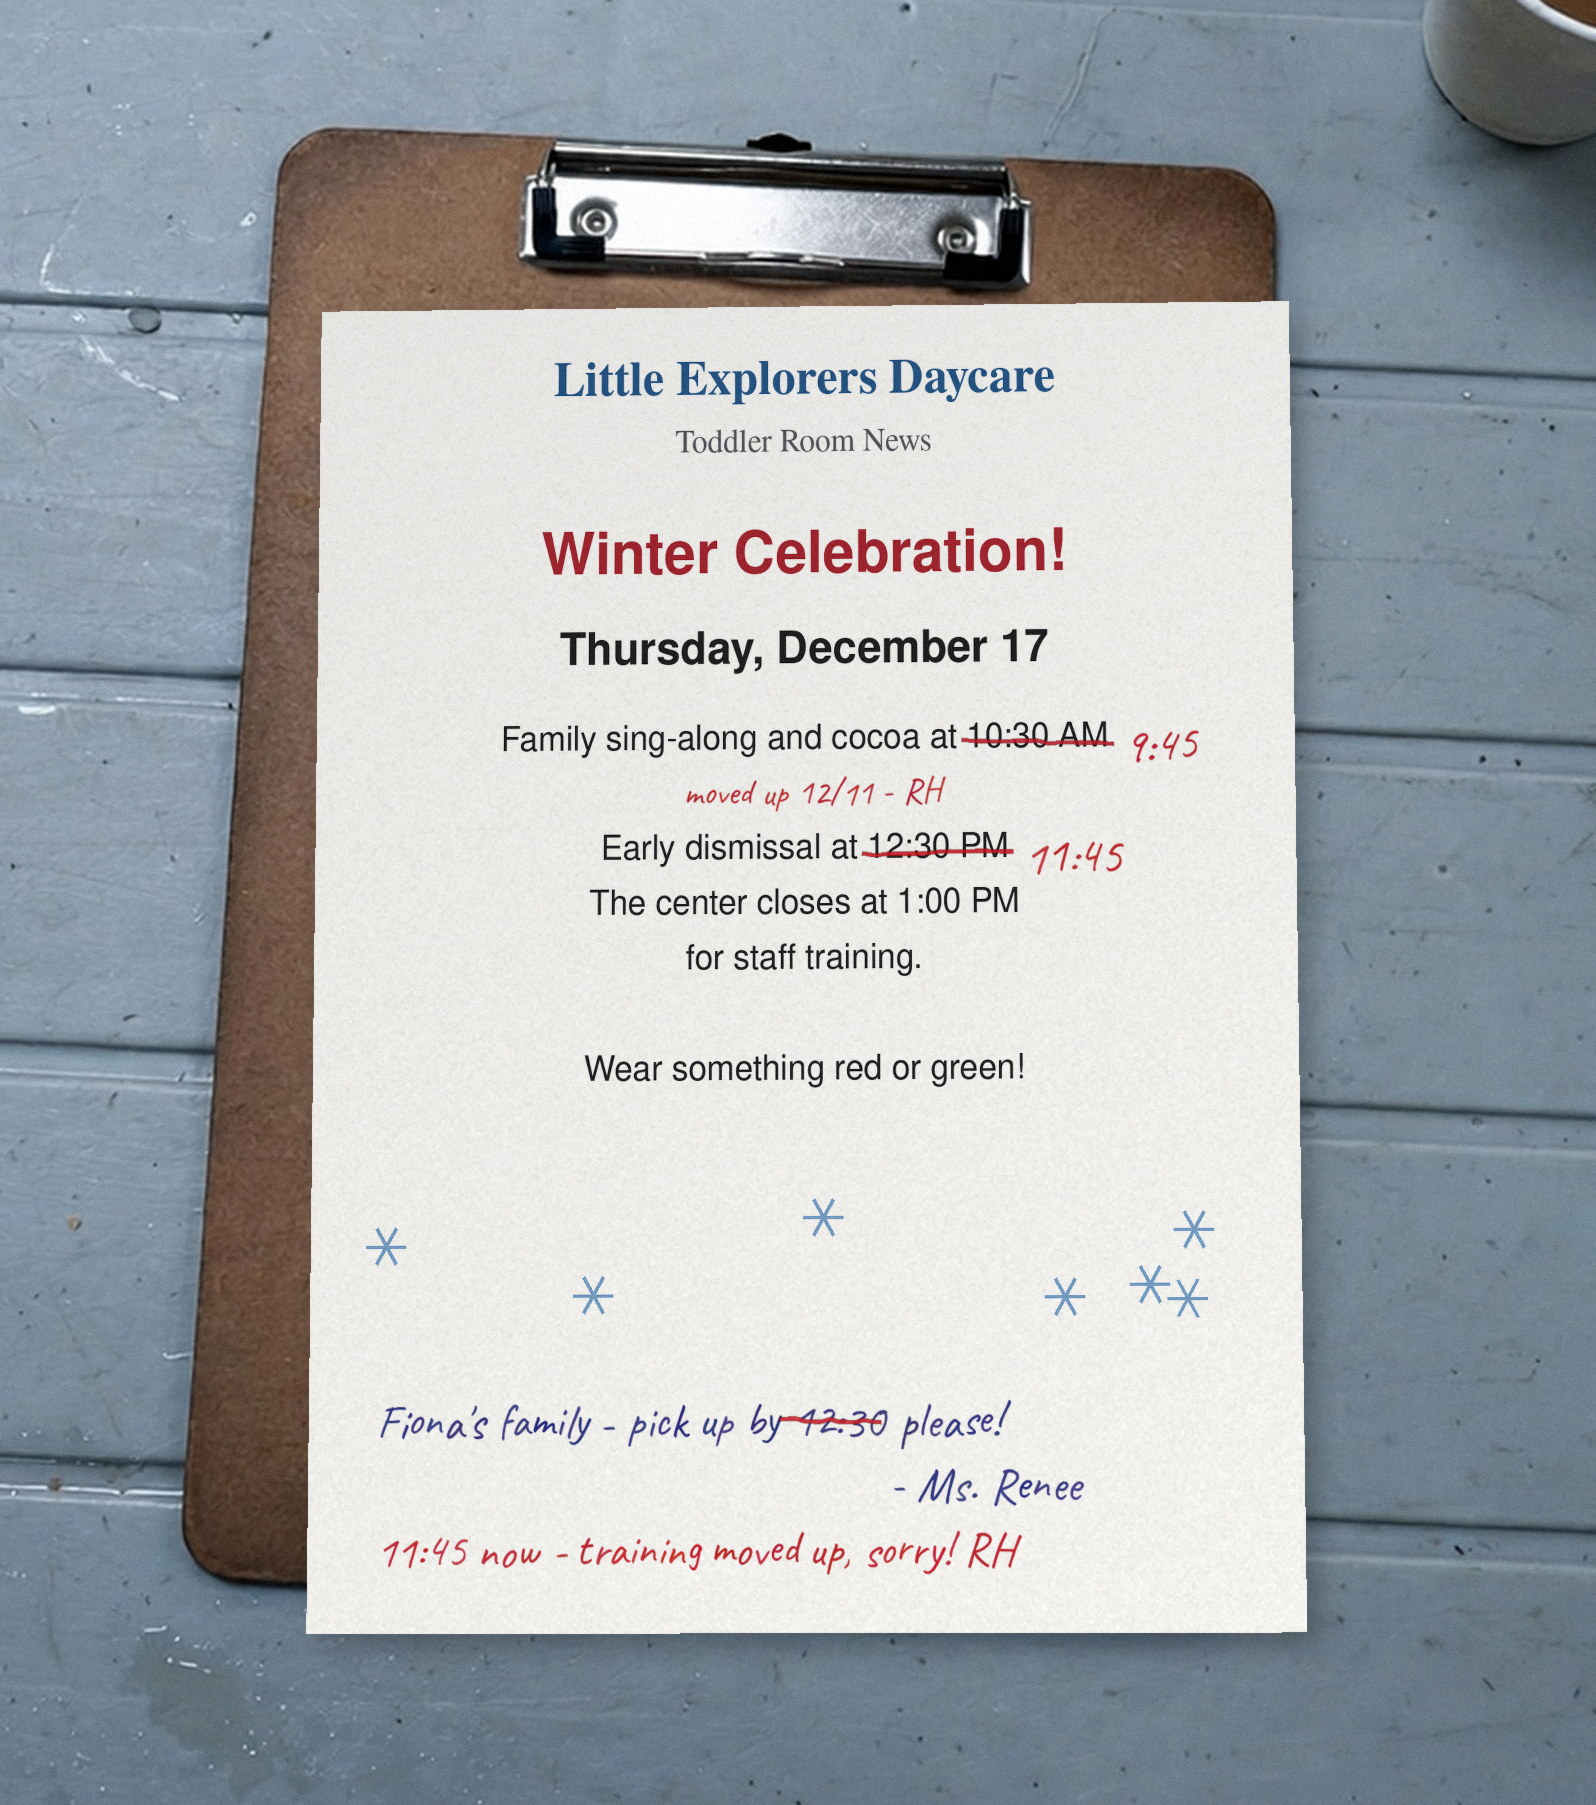 Little Explorers Daycare
Toddler Room News
Winter Celebration!
Thursday, December 17
Family sing-along and cocoa at 10:30 AM 9:45
moved up 12/11 - RH
Early dismissal at 12:30 PM 11:45
The center closes at 1:00 PM
for staff training.
Wear something red or green!
Fiona's family - pick up by 12:30 please!
- Ms. Renee
11:45 now - training moved up, sorry! RH